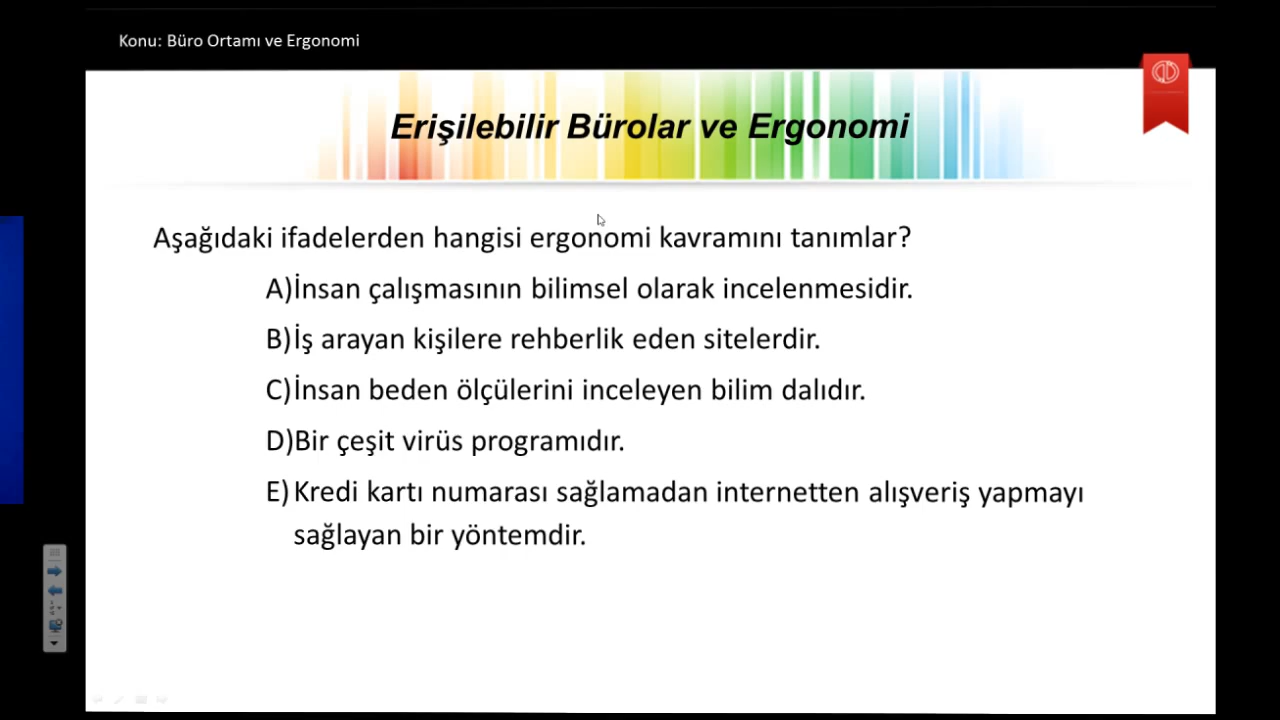 Konu: Büro Ortamı ve Ergonomi
Erişilebilir Bürolar ve Ergonomi
Aşağıdaki ifadelerden hangisi ergonomi kavramını tanımlar?
A)İnsan çalışmasının bilimsel olarak incelenmesidir.
B)İş arayan kişilere rehberlik eden sitelerdir.
C)İnsan beden ölçülerini inceleyen bilim dalıdır.
D)Bir çeşit virüs programıdır.
E)Kredi kartı numarası sağlamadan internetten alışveriş yapmayı
sağlayan bir yöntemdir.